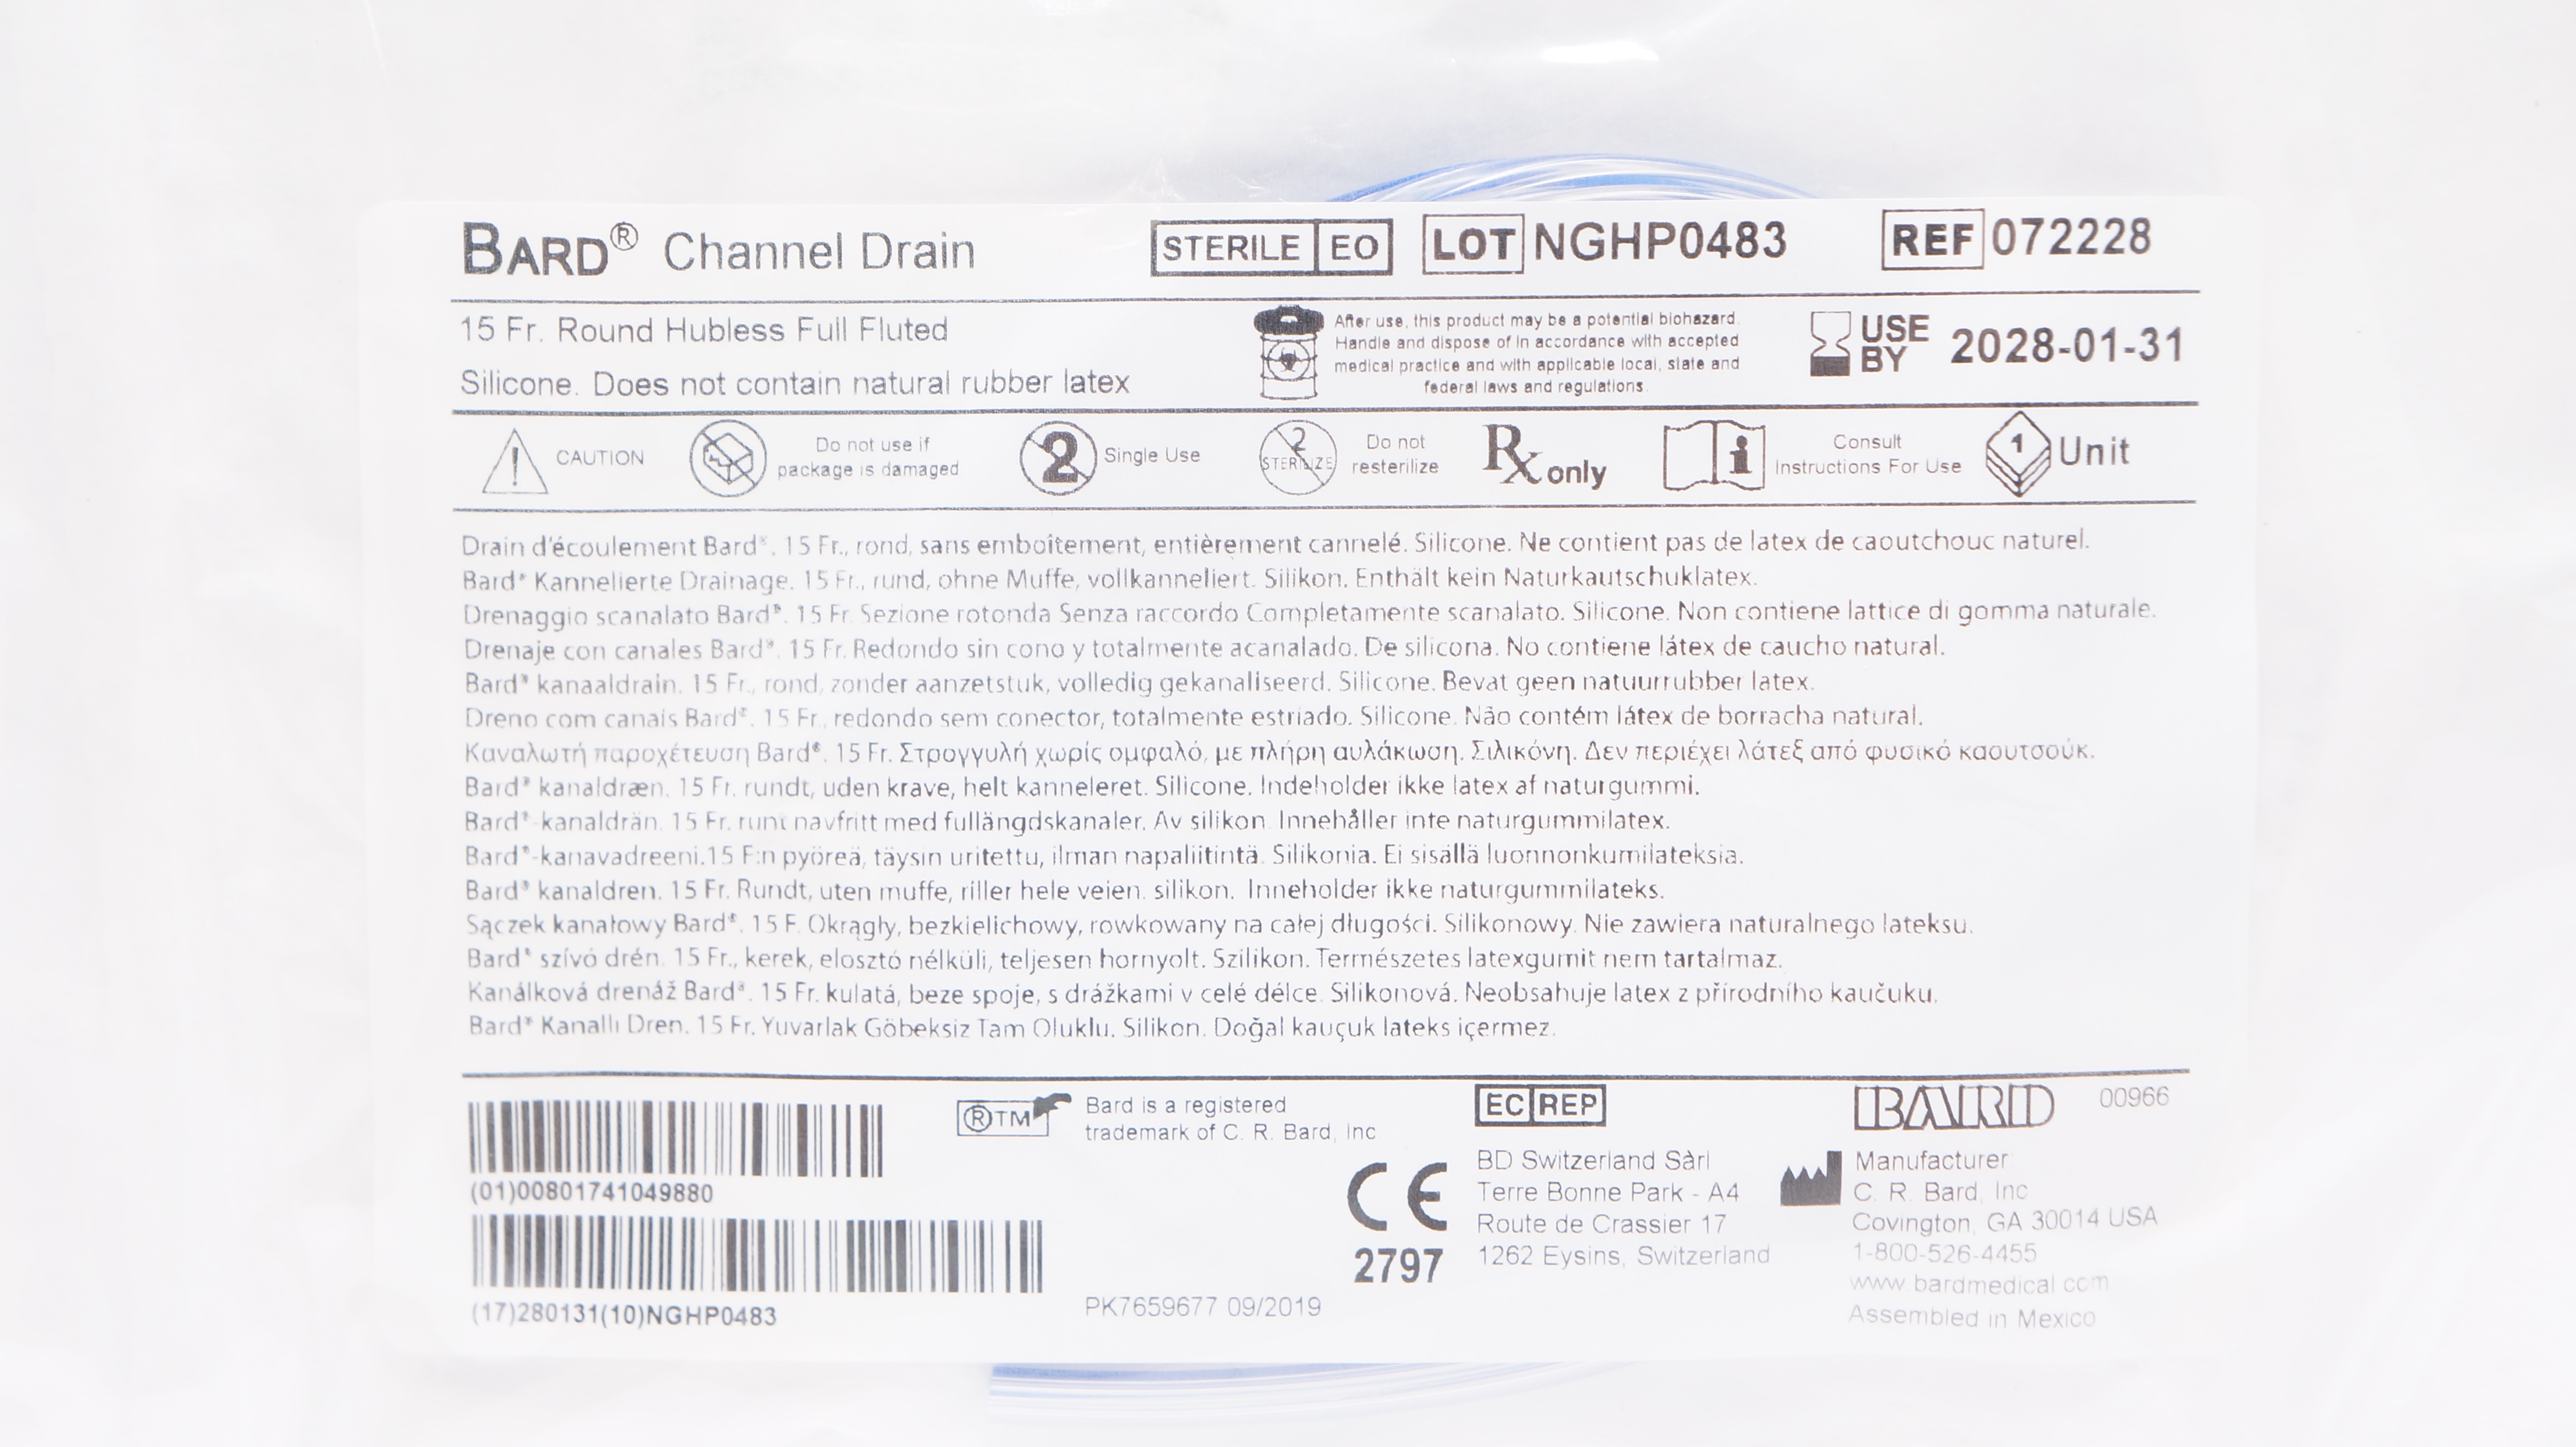 BARD® Channel Drain
STERILE EO
LOT NGHP0483
REF 072228
15 Fr. Round Hubless Full Fluted
Silicone. Does not contain natural rubber latex
After use, this product may be a potential biohazard.
Handle and dispose of in accordance with accepted
medical practice and with applicable local, state and
federal laws and regulations.
USE
BY 2028-01-31
CAUTION
Do not use if
package is damaged
2 Single Use
2
STERILIZE
Do not
resterilize
Rx only
i
Consult
Instructions For Use
1 Unit
Drain d'écoulement Bard®. 15 Fr., rond, sans emboîtement, entièrement cannelé. Silicone. Ne contient pas de latex de caoutchouc naturel.
Bard® Kannelierte Drainage. 15 Fr., rund, ohne Muffe, vollkanneliert. Silikon. Enthält kein Naturkautschuklatex.
Drenaggio scanalato Bard®. 15 Fr. Sezione rotonda Senza raccordo Completamente scanalato. Silicone. Non contiene lattice di gomma naturale.
Drenaje con canales Bard®. 15 Fr. Redondo sin cono y totalmente acanalado. De silicona. No contiene látex de caucho natural.
Bard® kanaaldrain. 15 Fr., rond, zonder aanzetstuk, volledig gekanaliseerd. Silicone. Bevat geen natuurrubber latex.
Dreno com canais Bard®. 15 Fr., redondo sem conector, totalmente estriado. Silicone. Não contém látex de borracha natural.
Καναλωτή παροχέτευση Bard®. 15 Fr. Στρογγυλή χωρίς ομφαλό, με πλήρη αυλάκωση. Σιλικόνη. Δεν περιέχει λάτεξ από φυσικό καουτσούκ.
Bard® kanaldræn. 15 Fr. rundt, uden krave, helt kanneleret. Silicone. Indeholder ikke latex af naturgummi.
Bard®-kanaldrän. 15 Fr. runt navfritt med fullängdskanaler. Av silikon. Innehåller inte naturgummilatex.
Bard®-kanavadreeni.15 F:n pyöreä, täysin uritettu, ilman napaliitintä. Silikonia. Ei sisällä luonnonkumilateksia.
Bard® kanaldren. 15 Fr. Rundt, uten muffe, riller hele veien. silikon. Inneholder ikke naturgummilateks.
Sączek kanałowy Bard®. 15 F. Okrągły, bezkielichowy, rowkowany na całej długości. Silikonowy. Nie zawiera naturalnego lateksu.
Bard® szívó drén. 15 Fr., kerek, elosztó nélküli, teljesen hornyolt. Szilikon. Természetes latexgumit nem tartalmaz.
Kanálková drenáž Bard®. 15 Fr. kulatá, beze spoje, s drážkami v celé délce. Silikonová. Neobsahuje latex z přírodního kaučuku.
Bard® Kanallı Dren. 15 Fr. Yuvarlak Göbeksiz Tam Oluklu. Silikon. Doğal kauçuk lateks içermez.
(01)00801741049880
(17)280131(10)NGHP0483
®TM
Bard is a registered
trademark of C. R. Bard, Inc
PK7659677 09/2019
CE
2797
EC REP
BD Switzerland Sàrl
Terre Bonne Park - A4
Route de Crassier 17
1262 Eysins, Switzerland
BARD
00966
Manufacturer
C. R. Bard, Inc
Covington, GA 30014 USA
1-800-526-4455
www.bardmedical.com
Assembled in Mexico